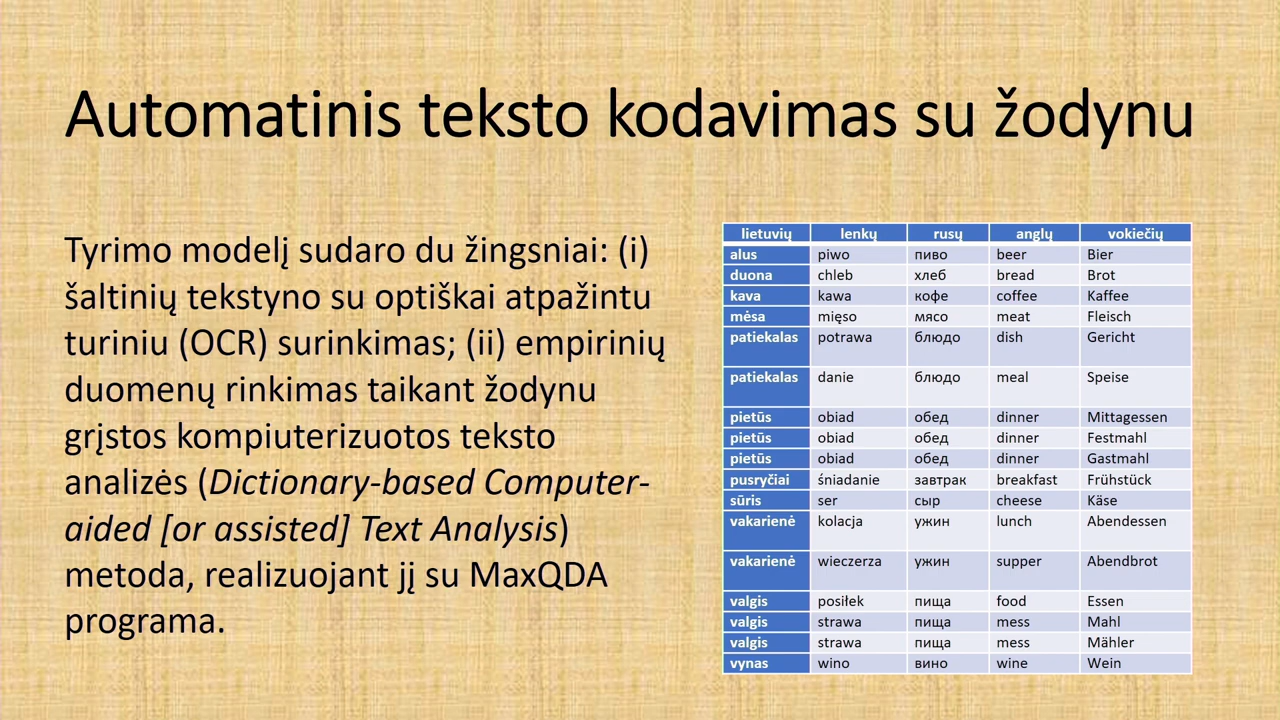 Automatinis teksto kodavimas su žodynu
Tyrimo modelį sudaro du žingsniai: (i)
šaltinių tekstyno su optiškai atpažintu
turiniu (OCR) surinkimas; (ii) empirinių
duomenų rinkimas taikant žodynu
grįstos kompiuterizuotos teksto
analizės (Dictionary-based Computer-
aided [or assisted] Text Analysis)
metoda, realizuojant jį su MaxQDA
programa.
lietuvių lenkų rusų anglų vokiečių
alus piwo пиво beer Bier
duona chleb хлеб bread Brot
kava kawa кофе coffee Kaffee
mėsa mięso мясо meat Fleisch
patiekalas potrawa блюдо dish Gericht
patiekalas danie блюдо meal Speise
pietūs obiad обед dinner Mittagessen
pietūs obiad обед dinner Festmahl
pietūs obiad обед dinner Gastmahl
pusryčiai śniadanie завтрак breakfast Frühstück
sūris ser сыр cheese Käse
vakarienė kolacja ужин lunch Abendessen
vakarienė wieczerza ужин supper Abendbrot
valgis posiłek пища food Essen
valgis strawa пища mess Mahl
valgis strawa пища mess Mähler
vynas wino вино wine Wein